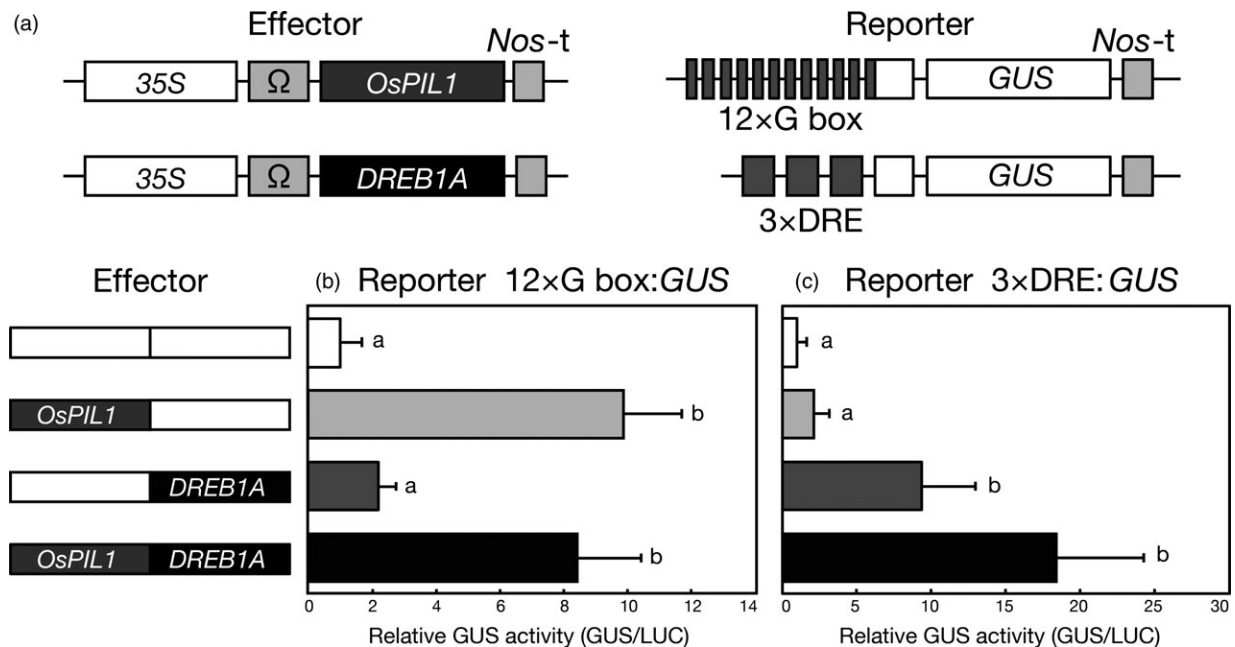 (a) Effector Reporter
Nos-t Nos-t
35S Ω OsPIL1 GUS
12×G box
35S Ω DREB1A GUS
3×DRE
Effector (b) Reporter 12×G box:GUS (c) Reporter 3×DRE:GUS
a a
OsPIL1 b a
DREB1A a b
OsPIL1 DREB1A b b
0 2 4 6 8 10 12 14 0 5 10 15 20 25 30
Relative GUS activity (GUS/LUC) Relative GUS activity (GUS/LUC)